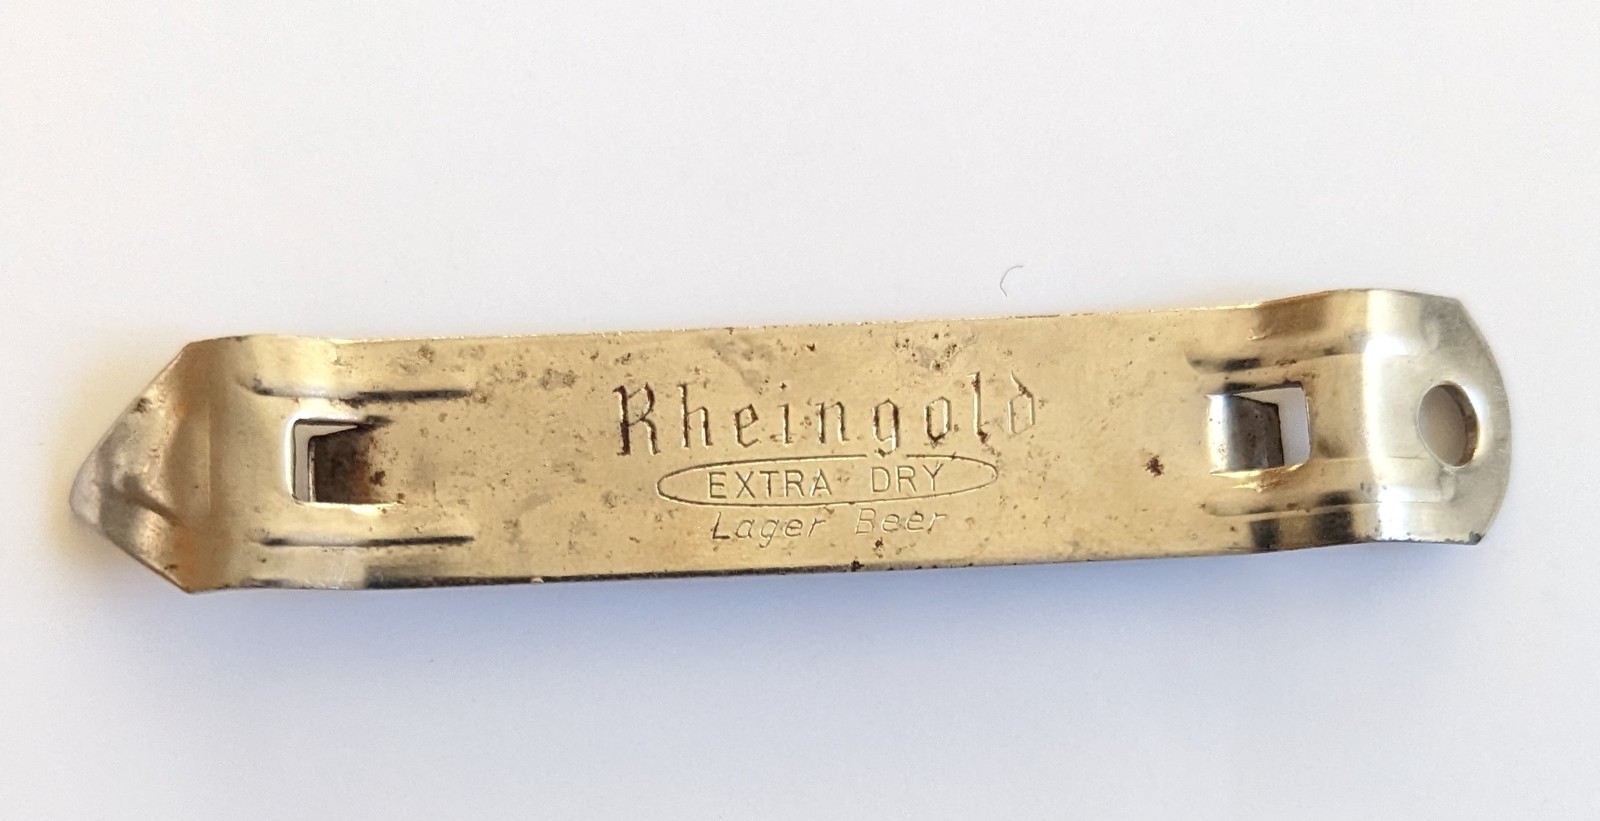 Rheingold
EXTRA DRY
Lager Beer